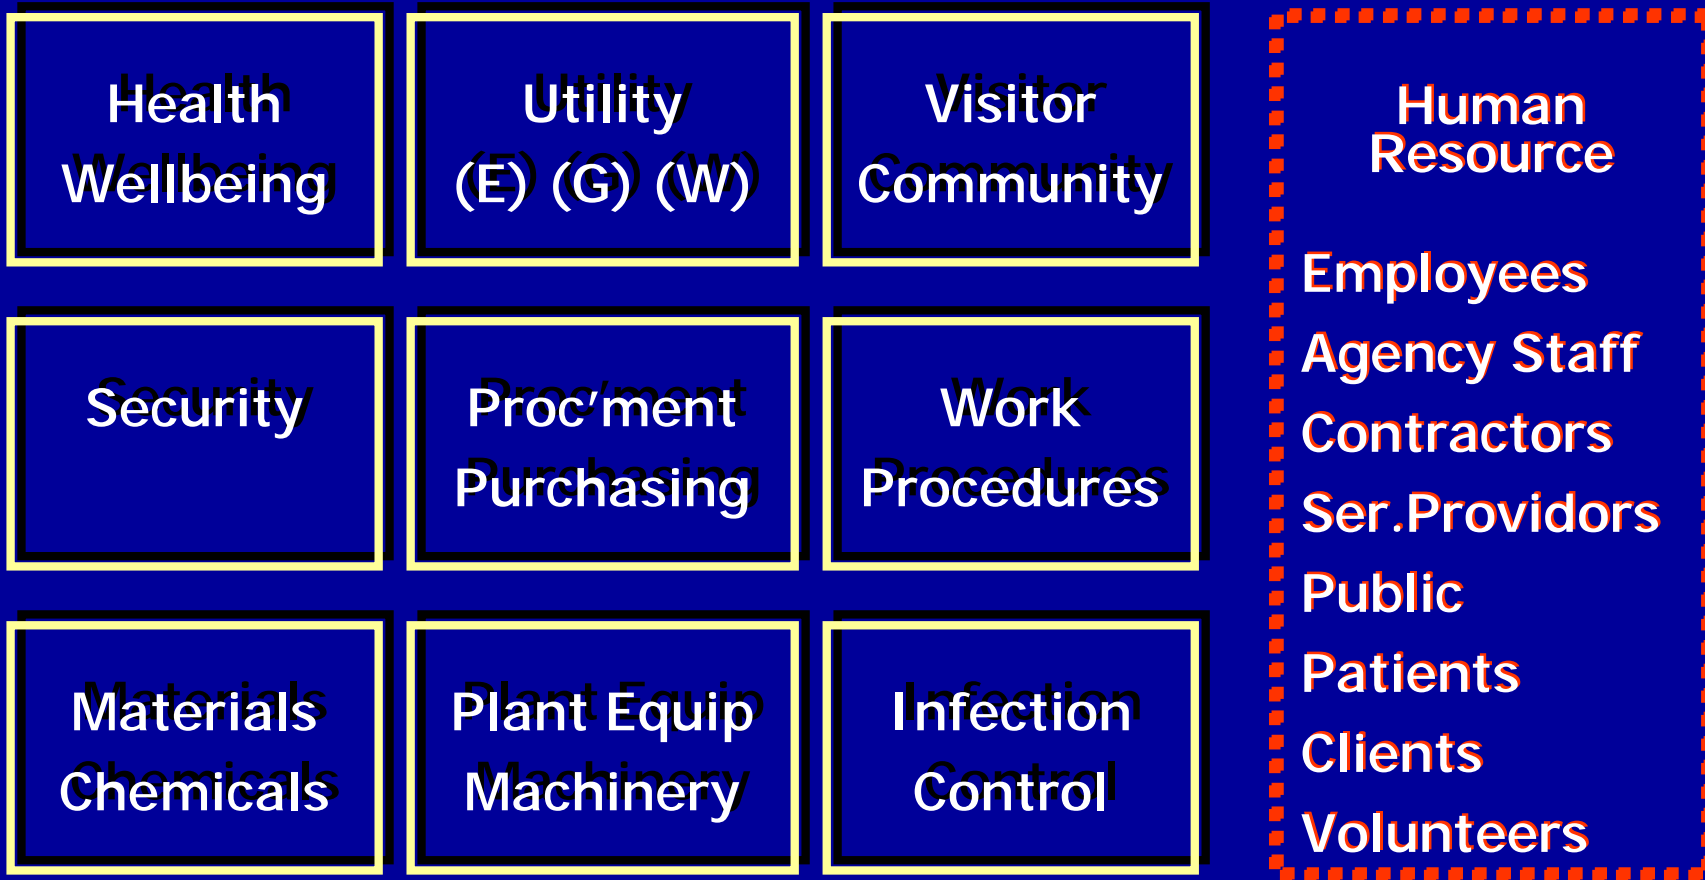 Health
Wellbeing
Utility
(E) (G) (W)
Visitor
Community
Security
Proc'ment
Purchasing
Work
Procedures
Materials
Chemicals
Plant Equip
Machinery
Infection
Control
Human
Resource
Employees
Agency Staff
Contractors
Ser.Providors
Public
Patients
Clients
Volunteers